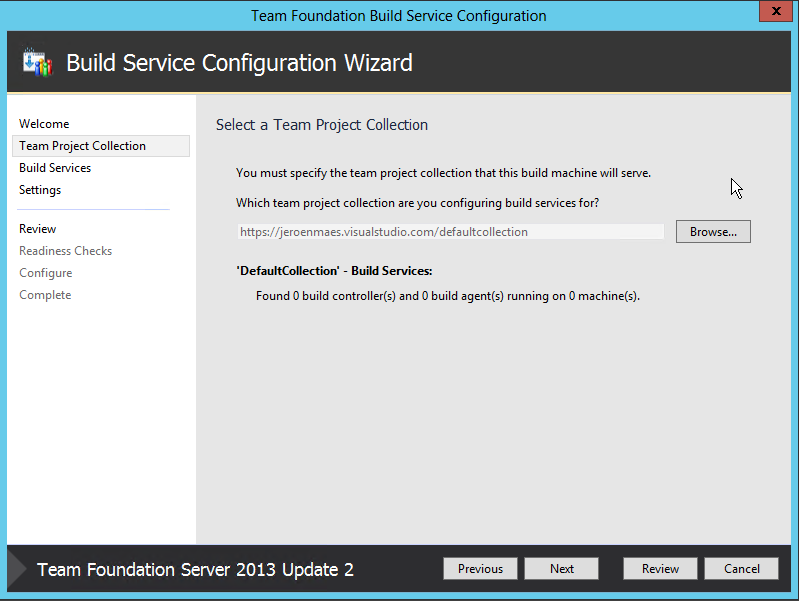 Team Foundation Build Service Configuration
x
Build Service Configuration Wizard
Welcome
Team Project Collection
Build Services
Settings
Review
Readiness Checks
Configure
Complete
Select a Team Project Collection
You must specify the team project collection that this build machine will serve.
Which team project collection are you configuring build services for?
https://jeroenmaes.visualstudio.com/defaultcollection
Browse...
'DefaultCollection' - Build Services:
Found 0 build controller(s) and 0 build agent(s) running on 0 machine(s).
Team Foundation Server 2013 Update 2
Previous
Next
Review
Cancel